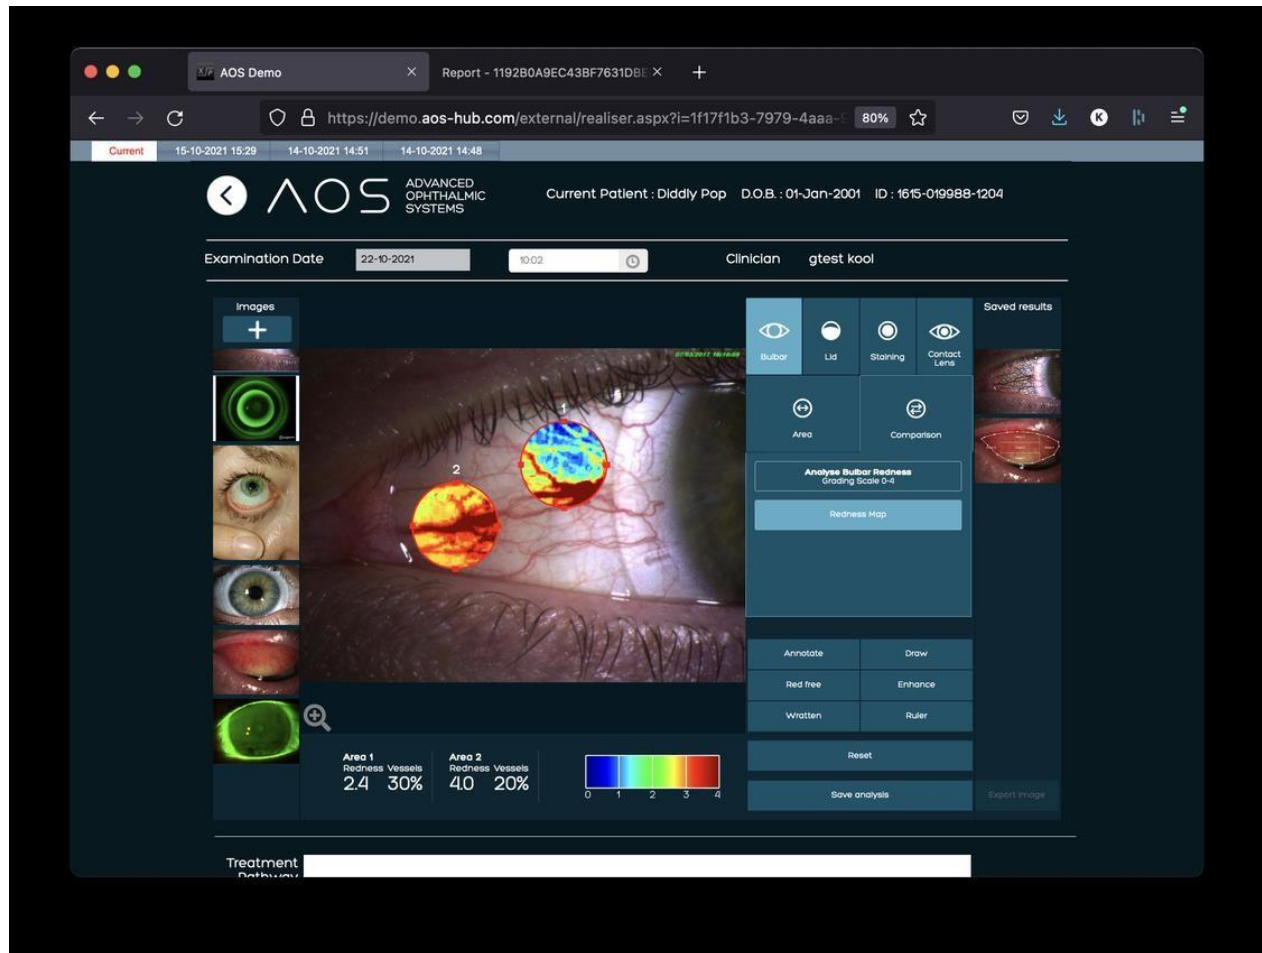 AOS Demo
Report - 1192B0A9EC43BF7631DBE
https://demo.aos-hub.com/external/realiser.aspx?i=1f17f1b3-7979-4aaa-
80%
K
Current
15-10-2021 15:29
14-10-2021 14:51
14-10-2021 14:48
AOS
ADVANCED
OPHTHALMIC
SYSTEMS
Current Patient : Diddly Pop D.O.B. : 01-Jan-2001 ID : 1615-019988-1204
Examination Date
22-10-2021
10:02
Clinician gtest kool
Images
Bulbar
Lid
Staining
Contact
Lens
Saved results
1
2
Area
Comparison
Analyse Bulbar Redness
Grading Scale 0-4
Redness Map
Annotate
Draw
Red free
Enhance
Wratten
Ruler
Reset
Save analysis
Export image
Area 1
Redness Vessels
2.4 30%
Area 2
Redness Vessels
4.0 20%
0 1 2 3 4
Treatment
Pathway